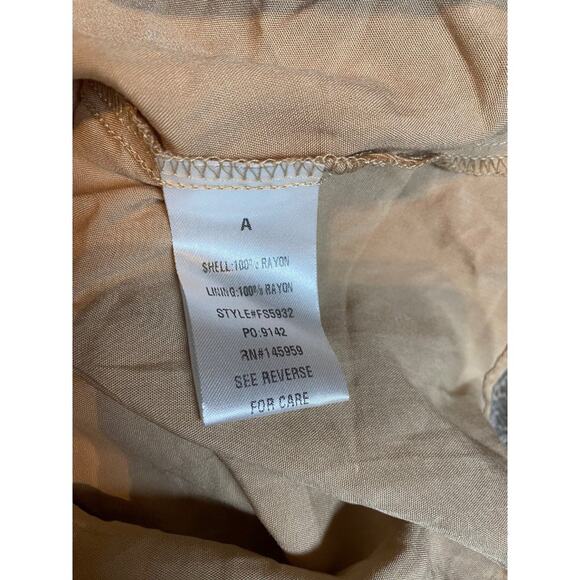 A
SHELL:100% RAYON
LINING:100% RAYON
STYLE#FS5932
PO.9142
RN#145959
SEE REVERSE
FOR CARE